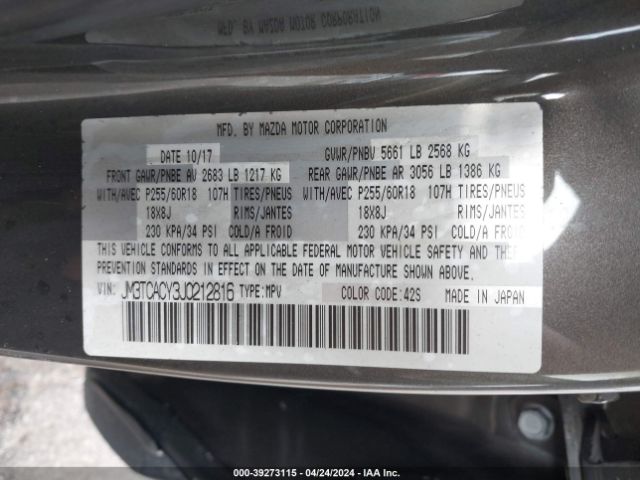 MFD. BY MAZDA MOTOR CORPORATION
DATE 10/17 GVWR/PNBV 5661 LB 2568 KG
FRONT GAWR/PNBE AV 2683 LB 1217 KG REAR GAWR/PNBE AR 3056 LB 1386 KG
WITH/AVEC P255/60R18 107H TIRES/PNEUS WITH/AVEC P255/60R18 107H TIRES/PNEUS
18X8J RIMS/JANTES 18X8J RIMS/JANTES
230 KPA/34 PSI COLD/A FROID 230 KPA/34 PSI COLD/A FROID
THIS VEHICLE CONFORMS TO ALL APPLICABLE FEDERAL MOTOR VEHICLE SAFETY AND THEFT
PREVENTION STANDARDS IN EFFECT ON THE DATE OF MANUFACTURE SHOWN ABOVE.
VIN: JM3TCACY3J0212816 TYPE:MPV COLOR CODE:42S MADE IN JAPAN
000-39273115 - 04/24/2024 - IAA Inc.